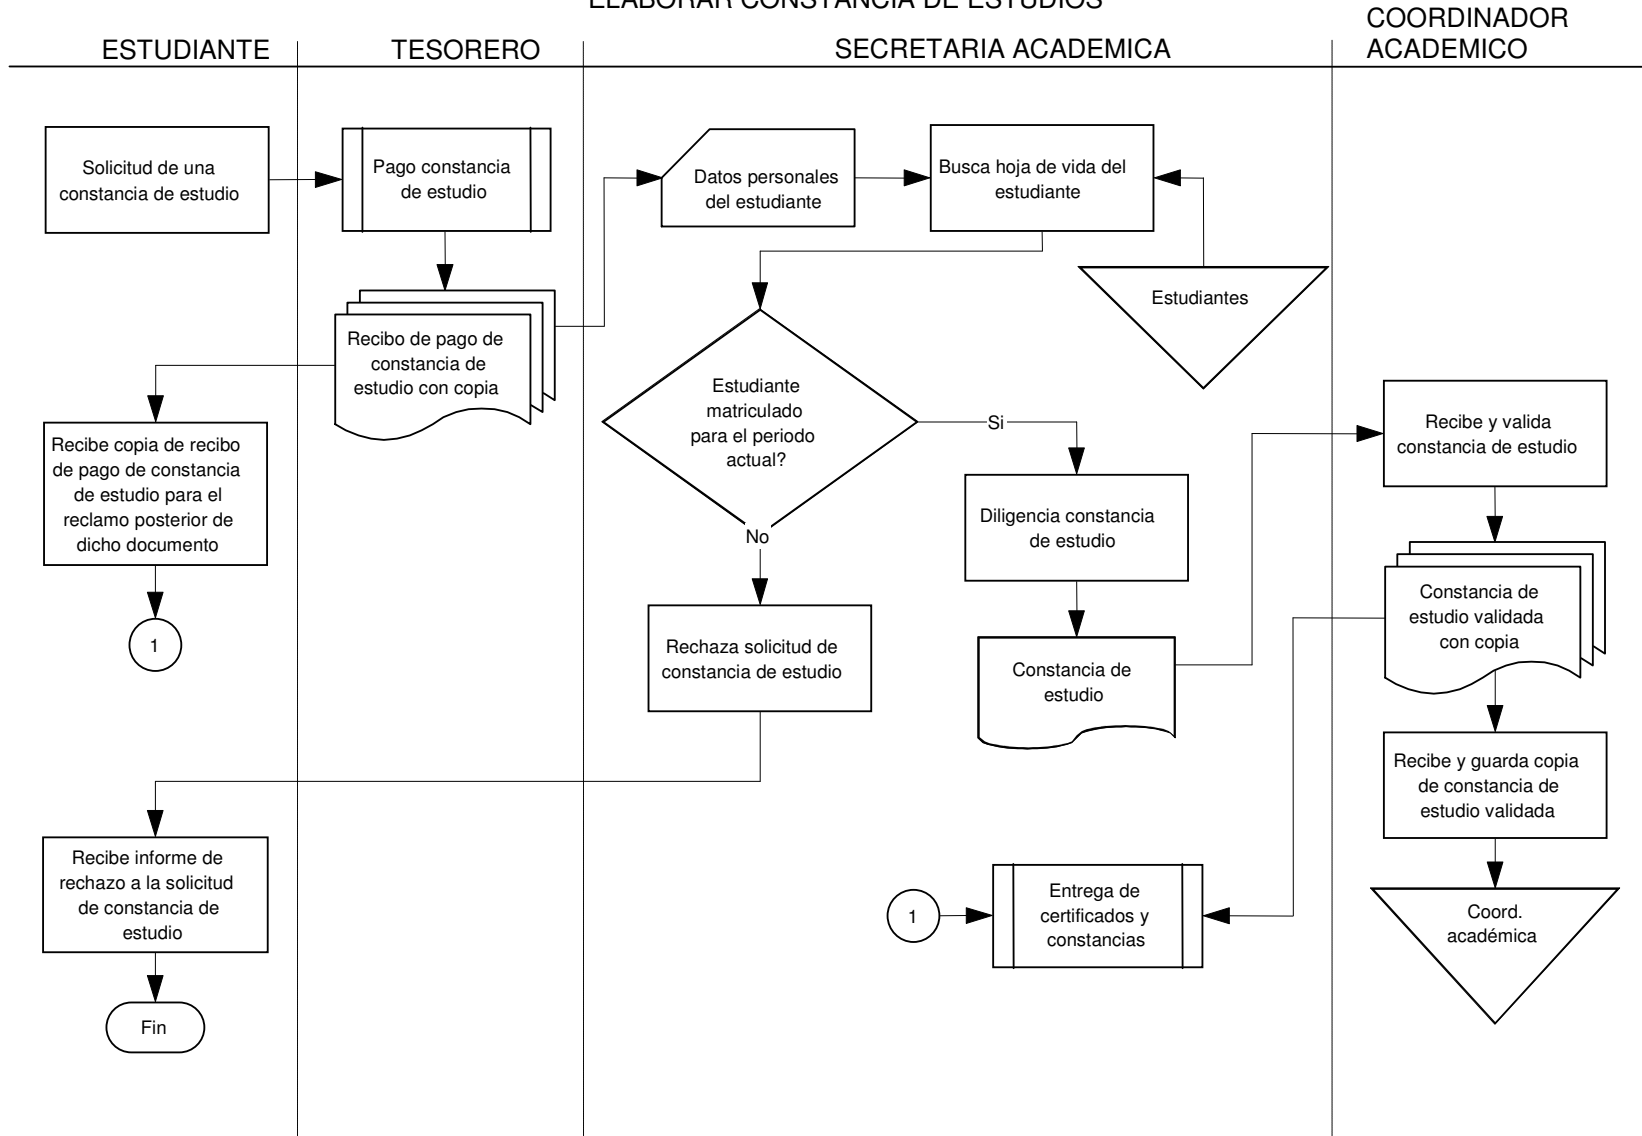 ELABORAR CONSTANCIA DE ESTUDIOS
ESTUDIANTE
TESORERO
SECRETARIA ACADEMICA
COORDINADOR
ACADEMICO
Solicitud de una
constancia de estudio
Pago constancia
de estudio
Datos personales
del estudiante
Busca hoja de vida del
estudiante
Estudiantes
Recibo de pago de
constancia de
estudio con copia
Estudiante
matriculado
para el periodo
actual?
Si
No
Recibe copia de recibo
de pago de constancia
de estudio para el
reclamo posterior de
dicho documento
1
Recibe y valida
constancia de estudio
Diligencia constancia
de estudio
Constancia de
estudio validada
con copia
Rechaza solicitud de
constancia de estudio
Constancia de
estudio
Recibe y guarda copia
de constancia de
estudio validada
Recibe informe de
rechazo a la solicitud
de constancia de
estudio
1
Entrega de
certificados y
constancias
Coord.
académica
Fin